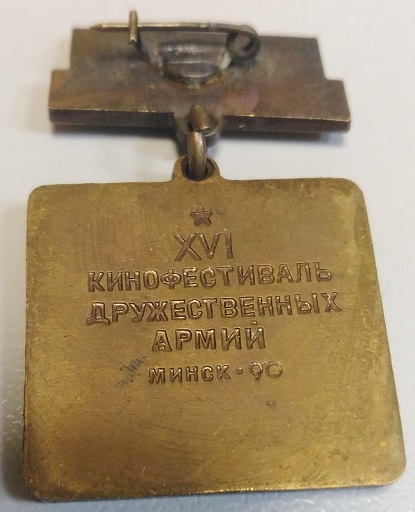 XVI
КИНОФЕСТИВАЛЬ
ДРУЖЕСТВЕННЫХ
АРМИЙ
МИНСК · 90